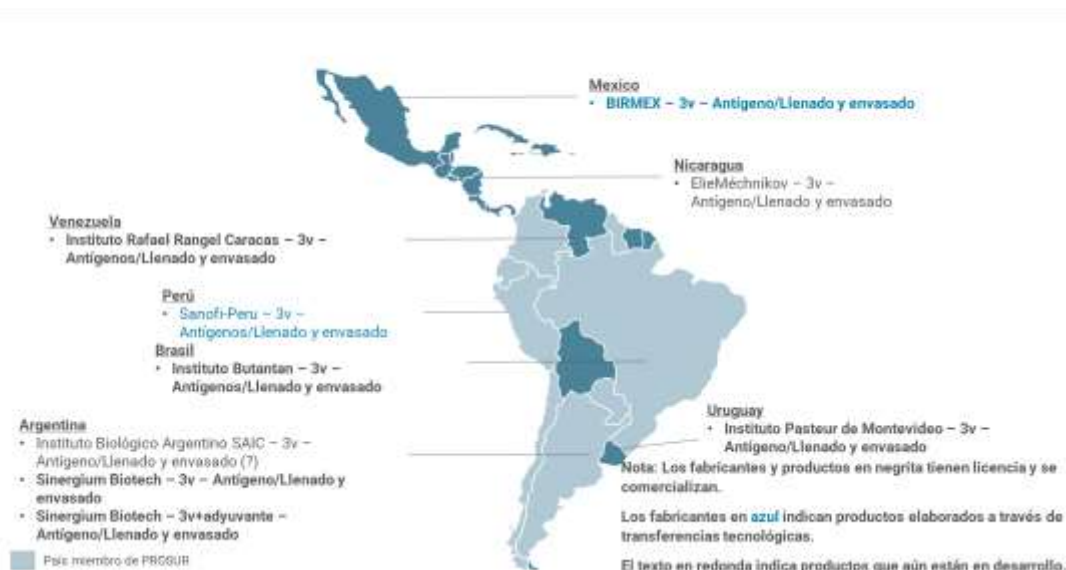 Mexico
• BIRMEX – 3v – Antígeno/Llenado y envasado
Nicaragua
• ElieMéchnikov – 3v –
Antígeno/Llenado y envasado
Venezuela
• Instituto Rafael Rangel Caracas – 3v –
Antígenos/Llenado y envasado
Perú
• Sanofi-Peru – 3v –
Antígenos/Llenado y envasado
Brasil
• Instituto Butantan – 3v –
Antígenos/Llenado y envasado
Argentina
• Instituto Biológico Argentino SAIC – 3v –
Antígeno/Llenado y envasado (?)
• Sinergium Biotech – 3v – Antígeno/Llenado y
envasado
• Sinergium Biotech – 3v+adyuvante –
Antígeno/Llenado y envasado
País miembro de PROSUR
Uruguay
• Instituto Pasteur de Montevideo – 3v –
Antígeno/Llenado y envasado
Nota: Los fabricantes y productos en negrita tienen licencia y se
comercializan.
Los fabricantes en azul indican productos elaborados a través de
transferencias tecnológicas.
El texto en redonda indica productos que aún están en desarrollo.